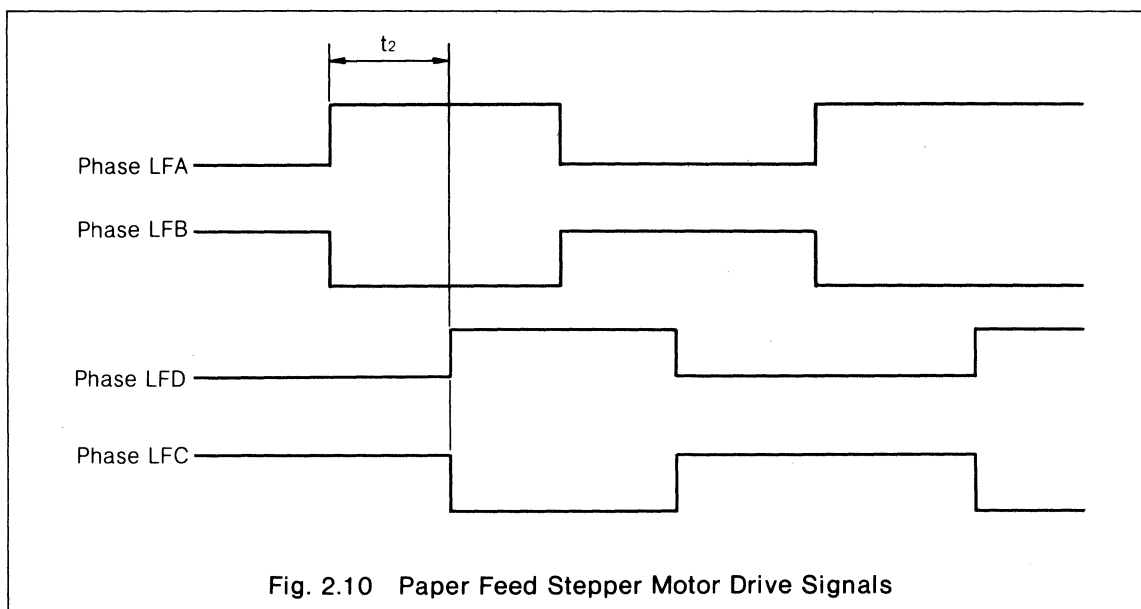 t2
Phase LFA
Phase LFB
Phase LFD
Phase LFC
Fig. 2.10 Paper Feed Stepper Motor Drive Signals